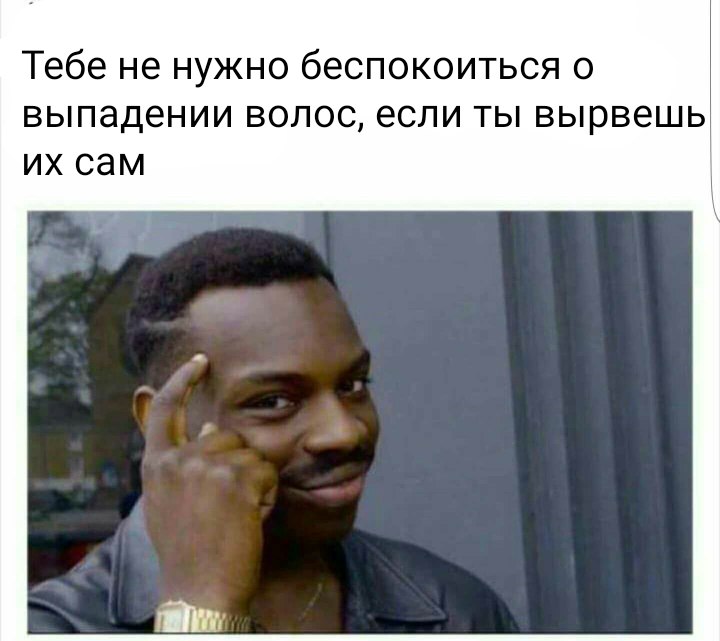 Тебе не нужно беспокоиться о
выпадении волос, если ты вырвешь
их сам